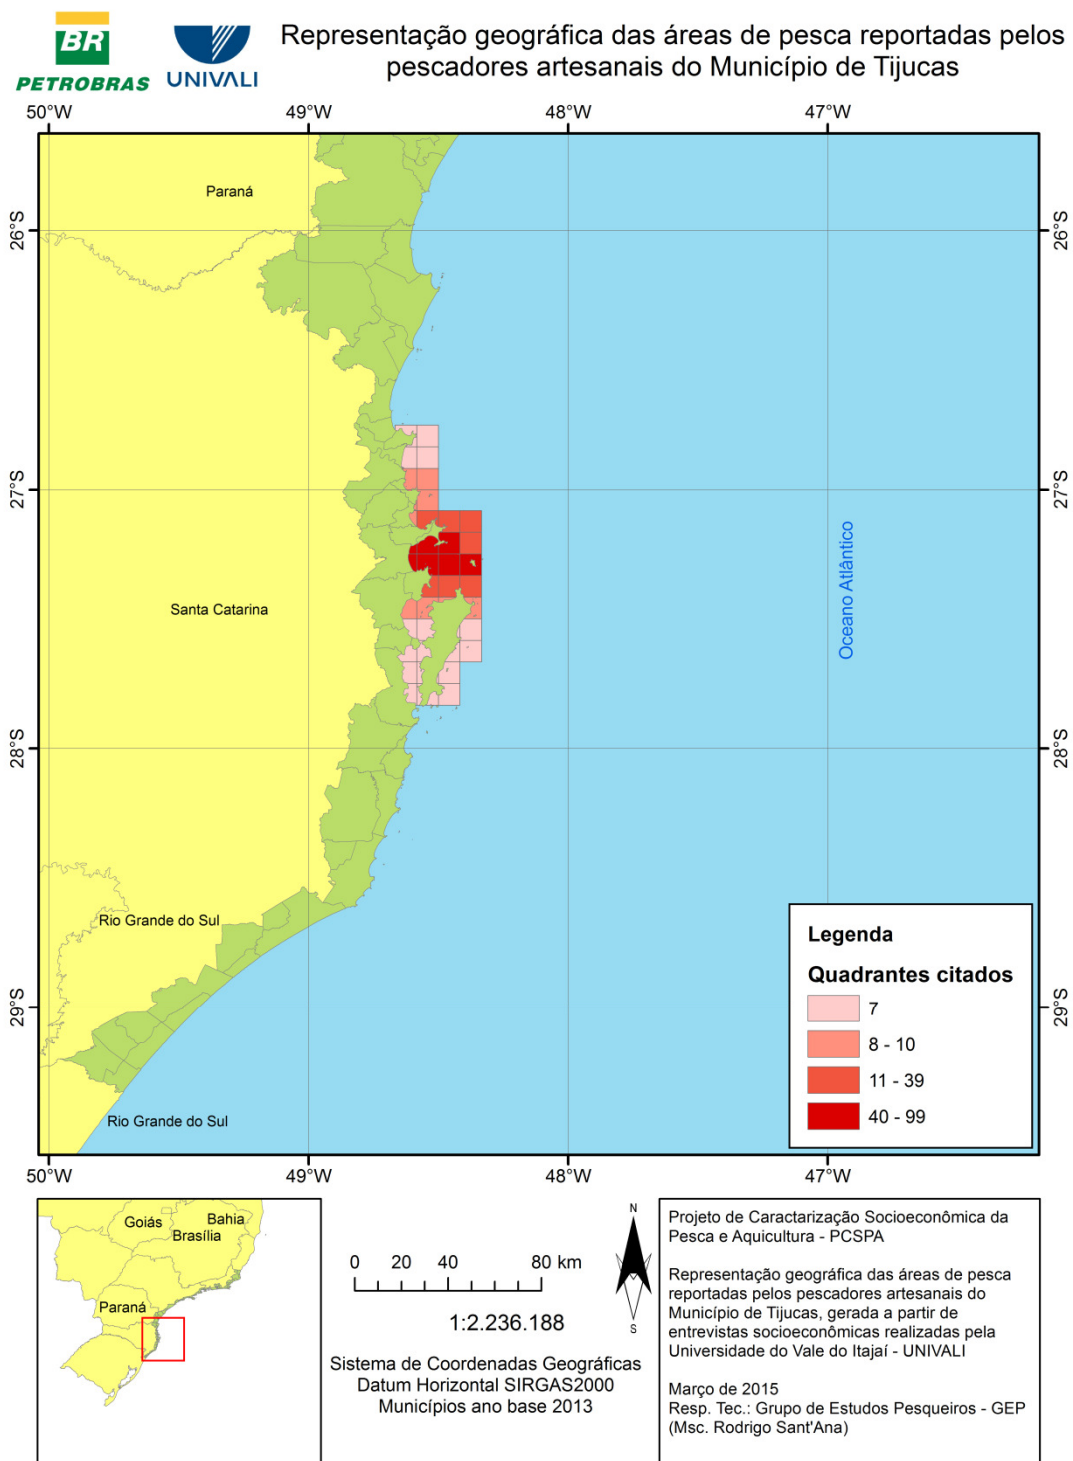 BR
PETROBRAS
UNIVALI
Representação geográfica das áreas de pesca reportadas pelos
pescadores artesanais do Município de Tijucas
50°W
49°W
48°W
47°W
26°S
26°S
27°S
27°S
28°S
28°S
29°S
29°S
Paraná
Santa Catarina
Oceano Atlântico
Rio Grande do Sul
Rio Grande do Sul
Legenda
Quadrantes citados
7
8 - 10
11 - 39
40 - 99
50°W
49°W
48°W
47°W
Goiás
Bahia
Brasília
Paraná
0 20 40 80 km
1:2.236.188
Sistema de Coordenadas Geográficas
Datum Horizontal SIRGAS2000
Municípios ano base 2013
N
S
Projeto de Caractarização Socioeconômica da
Pesca e Aquicultura - PCSPA
Representação geográfica das áreas de pesca
reportadas pelos pescadores artesanais do
Município de Tijucas, gerada a partir de
entrevistas socioeconômicas realizadas pela
Universidade do Vale do Itajaí - UNIVALI
Março de 2015
Resp. Tec.: Grupo de Estudos Pesqueiros - GEP
(Msc. Rodrigo Sant'Ana)